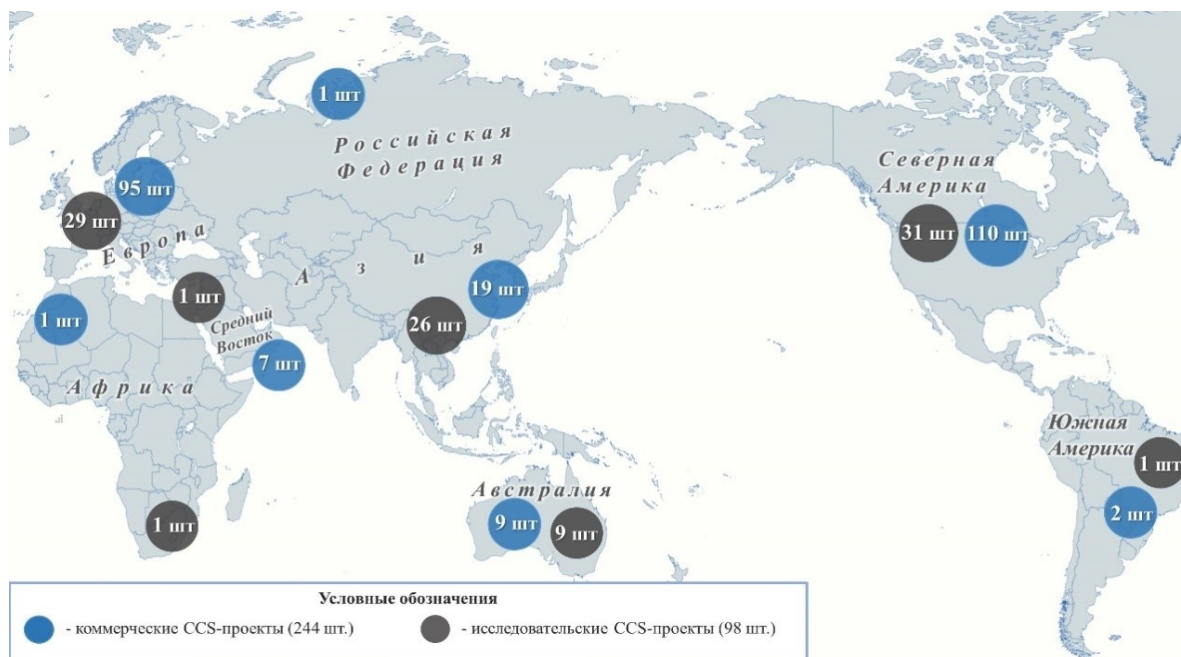 1 шт
Российская
Федерация
Северная
Америка
95 шт
29 шт
Европа
31 шт
110 шт
Азия
1 шт
19 шт
1 шт
Средний
Восток
26 шт
7 шт
Африка
Южная
Америка
1 шт
Австралия
9 шт
9 шт
2 шт
1 шт
Условные обозначения
- коммерческие CCS-проекты (244 шт.)
- исследовательские CCS-проекты (98 шт.)